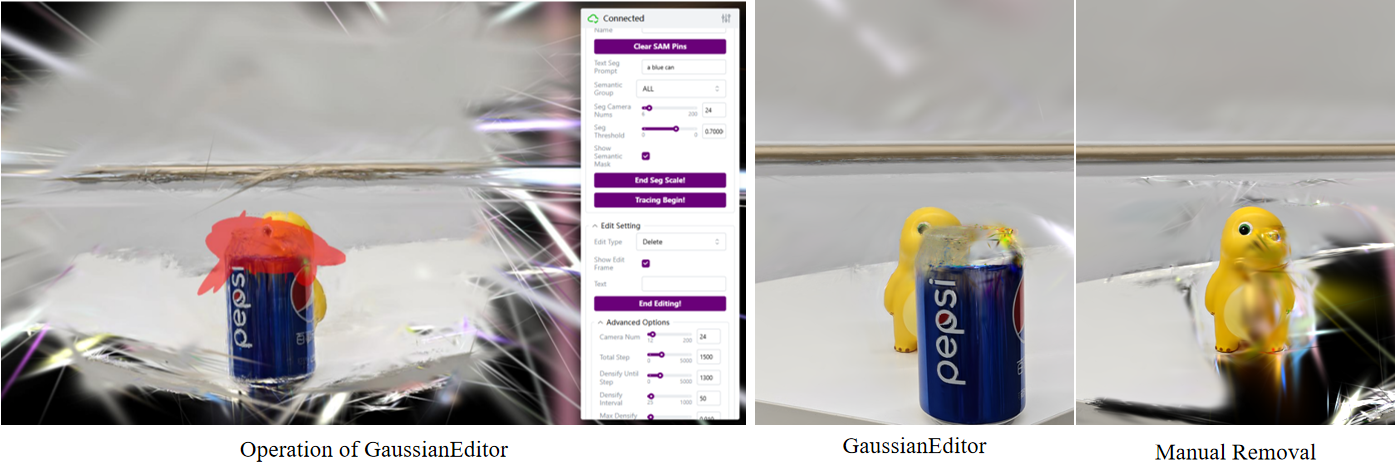 Connected
Name
Clear SAM Pins
Text Seg
Prompt
a blue can
Semantic
Group
ALL
Seg Camera
Nums
24
6
200
Seg
Threshold
0.7000
0
0
Show
Semantic
Mask
End Seg Scale!
Tracing Begin!
Edit Setting
Edit Type
Delete
Show Edit
Frame
Text
End Editing!
Advanced Options
Camera Num
24
12
200
Total Step
1500
0
5000
Densify Until
Step
1300
0
5000
Densify
Interval
50
25
1000
Max Densify
pepsi
pepsi
Operation of GaussianEditor
GaussianEditor
Manual Removal